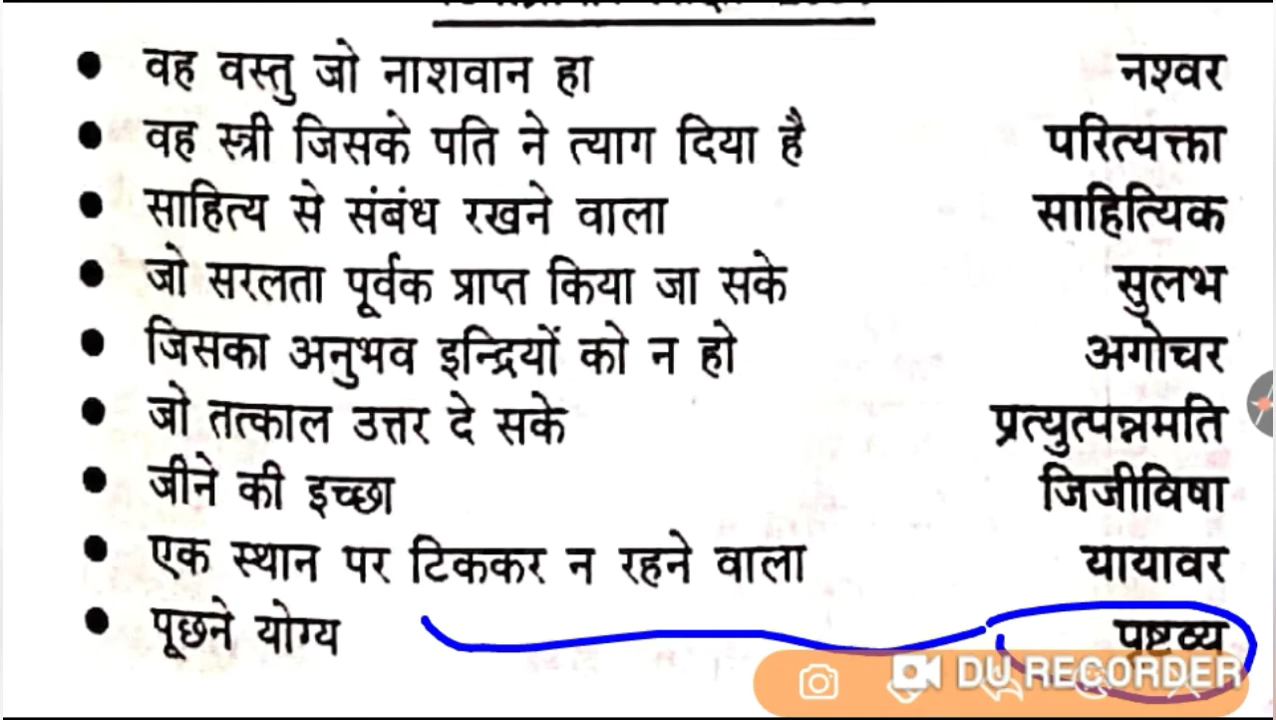 • वह वस्तु जो नाशवान हा नश्वर
• वह स्त्री जिसके पति ने त्याग दिया है परित्यक्ता
• साहित्य से संबंध रखने वाला साहित्यिक
• जो सरलता पूर्वक प्राप्त किया जा सके सुलभ
• जिसका अनुभव इन्द्रियों को न हो अगोचर
• जो तत्काल उत्तर दे सके प्रत्युत्पन्नमति
• जीने की इच्छा जिजीविषा
• एक स्थान पर टिककर न रहने वाला यायावर
• पूछने योग्य पृष्टव्य
DU RECORDER